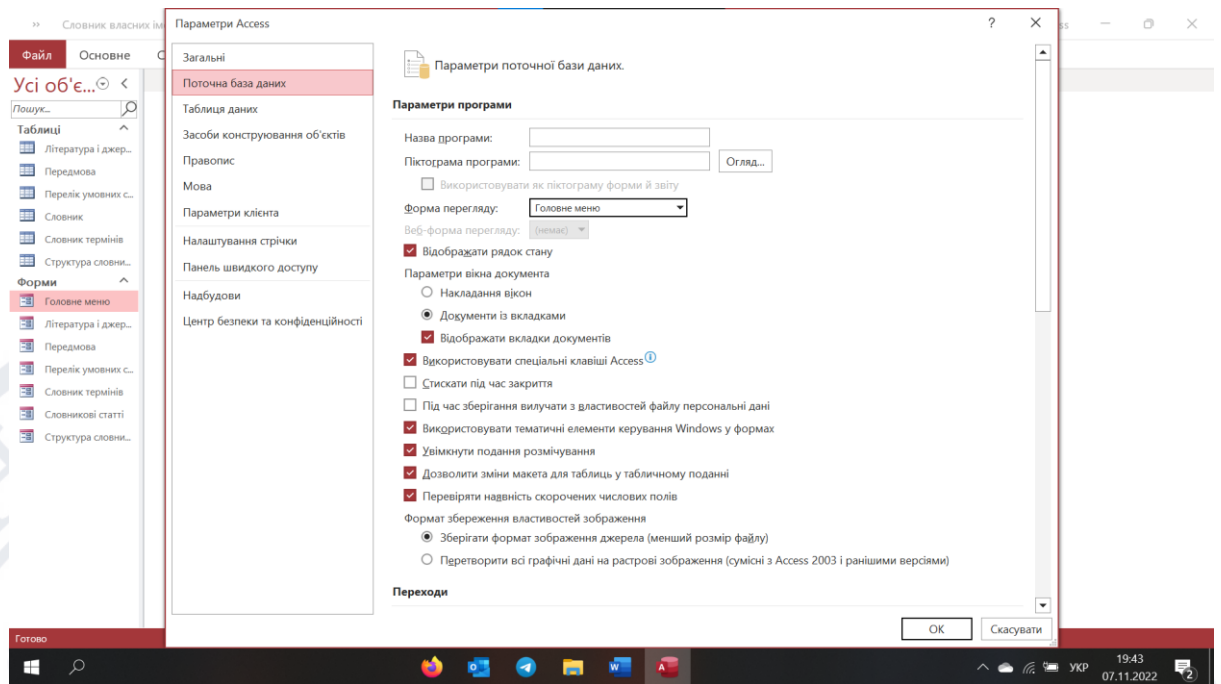 Словник власних ім
Параметри Access
?
ss
Файл
Основне
С
Усі об'є...
Пошук...
Таблиці
Література і джер...
Передмова
Перелік умовних с...
Словник
Словник термінів
Структура словни...
Форми
Головне меню
Література і джер...
Передмова
Перелік умовних с...
Словник термінів
Словникові статті
Структура словни...
Готово
Загальні
Поточна база даних
Таблиця даних
Засоби конструювання об'єктів
Правопис
Мова
Параметри клієнта
Налаштування стрічки
Панель швидкого доступу
Надбудови
Центр безпеки та конфіденційності
Параметри поточної бази даних.
Параметри програми
Назва програми:
Піктограма програми:
Огляд...
Використовувати як піктограму форми й звіту
Форма перегляду: Головне меню
Веб-форма перегляду: (немає)
Відображати рядок стану
Параметри вікна документа
Накладання вікон
Документи із вкладками
Відображати вкладки документів
Використовувати спеціальні клавіші Access
Стискати під час закриття
Під час зберігання вилучати з властивостей файлу персональні дані
Використовувати тематичні елементи керування Windows у формах
Увімкнути подання розмічування
Дозволити зміни макета для таблиць у табличному поданні
Перевіряти наявність скорочених числових полів
Формат збереження властивостей зображення
Зберігати формат зображення джерела (менший розмір файлу)
Перетворити всі графічні дані на растрові зображення (сумісні з Access 2003 і ранішими версіями)
Переходи
ОК
Скасувати
УКР
19:43
07.11.2022
2